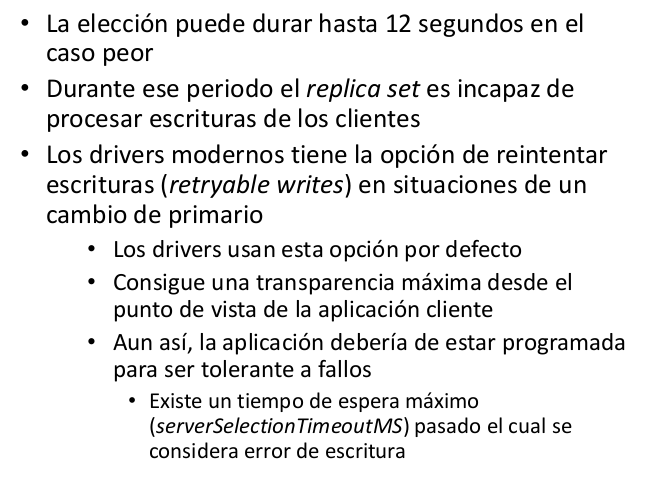 • La elección puede durar hasta 12 segundos en el
caso peor
• Durante ese periodo el replica set es incapaz de
procesar escrituras de los clientes
• Los drivers modernos tiene la opción de reintentar
escrituras (retryable writes) en situaciones de un
cambio de primario
• Los drivers usan esta opción por defecto
• Consigue una transparencia máxima desde el
punto de vista de la aplicación cliente
• Aun así, la aplicación debería de estar programada
para ser tolerante a fallos
• Existe un tiempo de espera máximo
(serverSelectionTimeoutMS) pasado el cual se
considera error de escritura